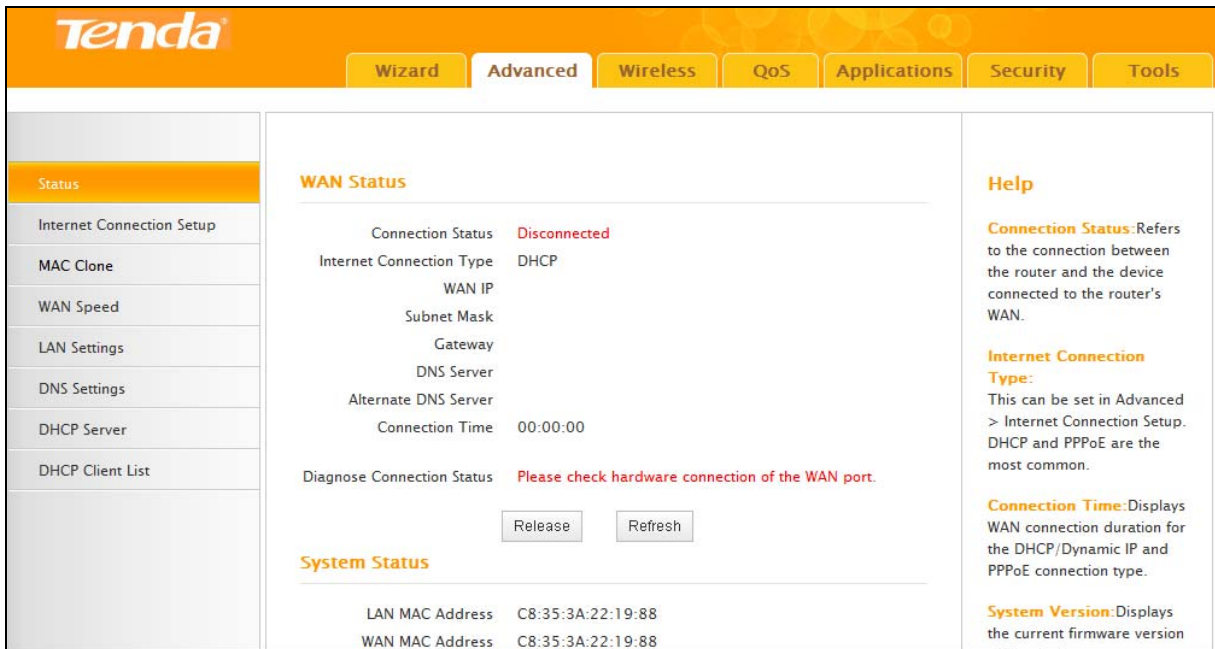 Tenda®
Wizard
Advanced
Wireless
QoS
Applications
Security
Tools
Status
Internet Connection Setup
MAC Clone
WAN Speed
LAN Settings
DNS Settings
DHCP Server
DHCP Client List
WAN Status
Connection Status Disconnected
Internet Connection Type DHCP
WAN IP
Subnet Mask
Gateway
DNS Server
Alternate DNS Server
Connection Time 00:00:00
Diagnose Connection Status Please check hardware connection of the WAN port.
Release
Refresh
System Status
LAN MAC Address C8:35:3A:22:19:88
WAN MAC Address C8:35:3A:22:19:88
Help
Connection Status:Refers
to the connection between
the router and the device
connected to the router's
WAN.
Internet Connection
Type:
This can be set in Advanced
> Internet Connection Setup.
DHCP and PPPoE are the
most common.
Connection Time:Displays
WAN connection duration for
the DHCP/Dynamic IP and
PPPoE connection type.
System Version:Displays
the current firmware version